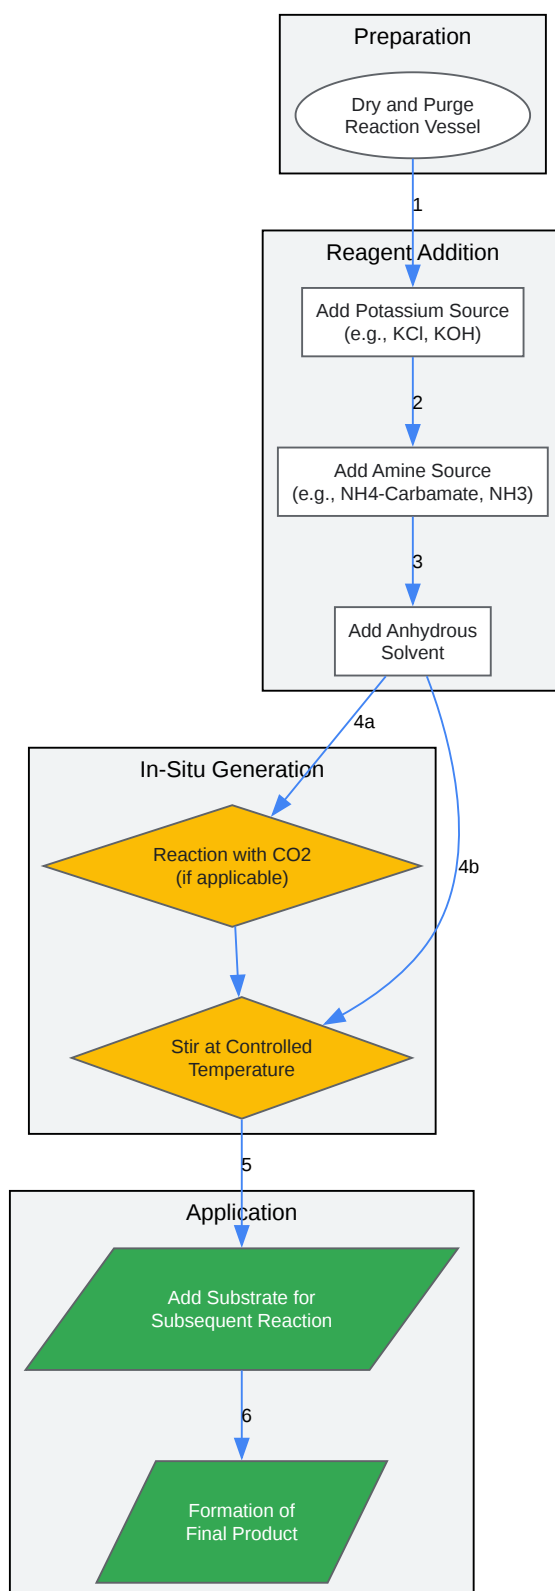 Preparation
Dry and Purge
Reaction Vessel
1
Reagent Addition
Add Potassium Source
(e.g., KCl, KOH)
2
Add Amine Source
(e.g., NH4-Carbamate, NH3)
3
Add Anhydrous
Solvent
4a
In-Situ Generation
Reaction with CO2
(if applicable)
4b
Stir at Controlled
Temperature
5
Application
Add Substrate for
Subsequent Reaction
6
Formation of
Final Product